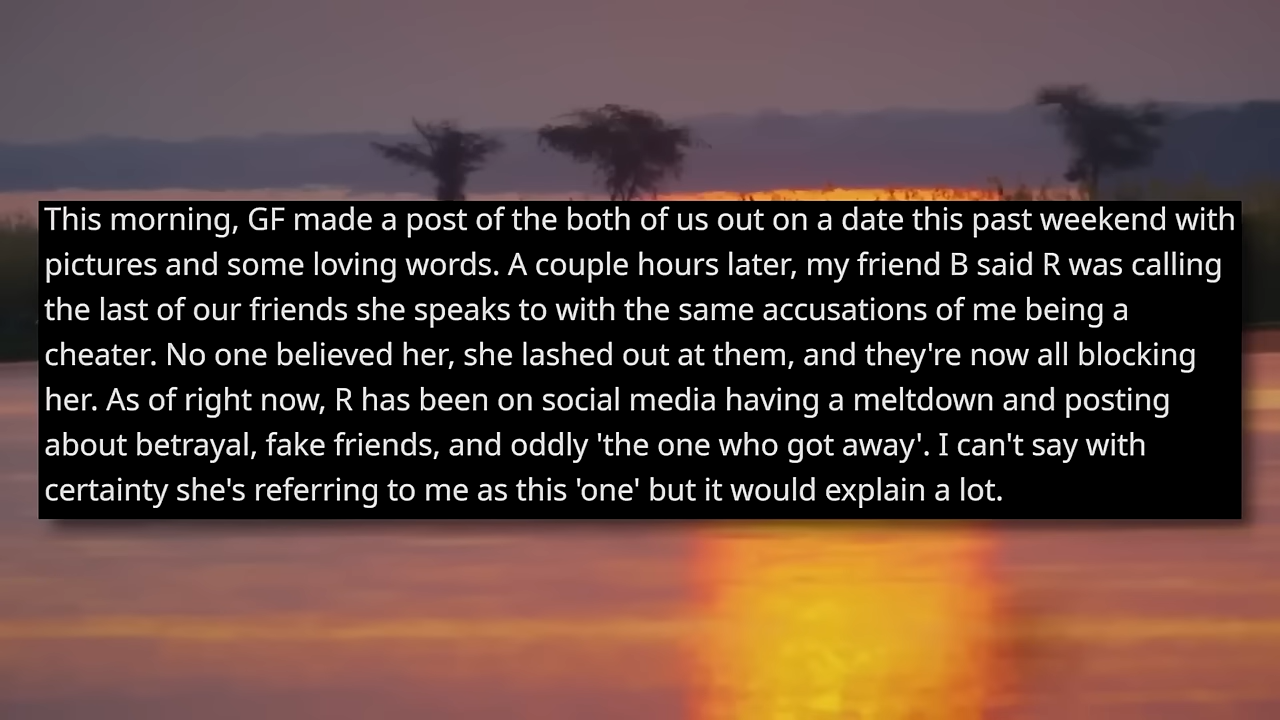 This morning, GF made a post of the both of us out on a date this past weekend with
pictures and some loving words. A couple hours later, my friend B said R was calling
the last of our friends she speaks to with the same accusations of me being a
cheater. No one believed her, she lashed out at them, and they're now all blocking
her. As of right now, R has been on social media having a meltdown and posting
about betrayal, fake friends, and oddly 'the one who got away'. I can't say with
certainty she's referring to me as this 'one' but it would explain a lot.